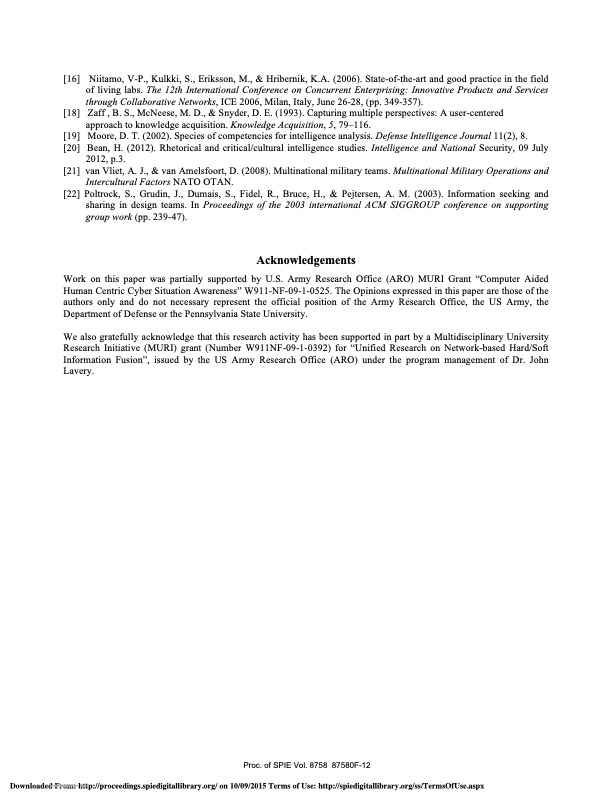 [16] Niitamo, V-P., Kulkki, S., Eriksson, M., & Hribernik, K.A. (2006). State-of-the-art and good practice in the field
of living labs. The 12th International Conference on Concurrent Enterprising: Innovative Products and Services
through Collaborative Networks, ICE 2006, Milan, Italy, June 26-28, (pp. 349-357).
[18] Zaff , B. S., McNeese, M. D., & Snyder, D. E. (1993). Capturing multiple perspectives: A user-centered
approach to knowledge acquisition. Knowledge Acquisition, 5, 79–116.
[19] Moore, D. T. (2002). Species of competencies for intelligence analysis. Defense Intelligence Journal 11(2), 8.
[20] Bean, H. (2012). Rhetorical and critical/cultural intelligence studies. Intelligence and National Security, 09 July
2012, p.3.
[21] van Vliet, A. J., & van Amelsfoort, D. (2008). Multinational military teams. Multinational Military Operations and
Intercultural Factors NATO OTAN.
[22] Poltrock, S., Grudin, J., Dumais, S., Fidel, R., Bruce, H., & Pejtersen, A. M. (2003). Information seeking and
sharing in design teams. In Proceedings of the 2003 international ACM SIGGROUP conference on supporting
group work (pp. 239-47).
Acknowledgements
Work on this paper was partially supported by U.S. Army Research Office (ARO) MURI Grant “Computer Aided
Human Centric Cyber Situation Awareness” W911-NF-09-1-0525. The Opinions expressed in this paper are those of the
authors only and do not necessary represent the official position of the Army Research Office, the US Army, the
Department of Defense or the Pennsylvania State University.
We also gratefully acknowledge that this research activity has been supported in part by a Multidisciplinary University
Research Initiative (MURI) grant (Number W911NF-09-1-0392) for “Unified Research on Network-based Hard/Soft
Information Fusion”, issued by the US Army Research Office (ARO) under the program management of Dr. John
Lavery.
Proc. of SPIE Vol. 8758 87580F-12
Downloaded From: http://proceedings.spiedigitallibrary.org/ on 10/09/2015 Terms of Use: http://spiedigitallibrary.org/ss/TermsOfUse.aspx